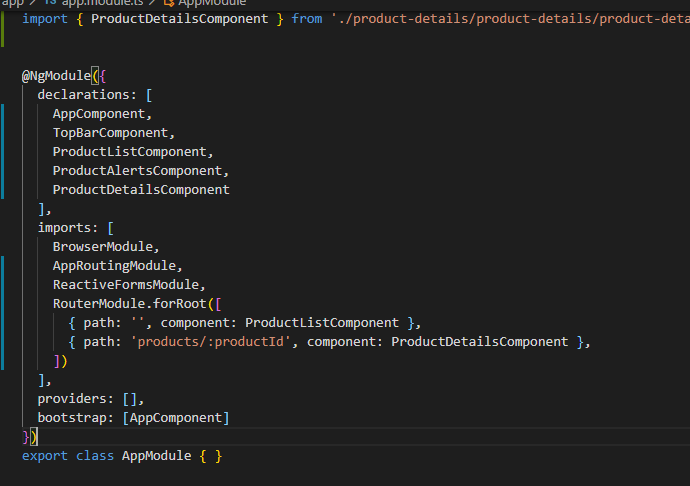 app > TS app.module.ts > AppModule
import { ProductDetailsComponent } from './product-details/product-details/product-deta
@NgModule({
  declarations: [
    AppComponent,
    TopBarComponent,
    ProductListComponent,
    ProductAlertsComponent,
    ProductDetailsComponent
  ],
  imports: [
    BrowserModule,
    AppRoutingModule,
    ReactiveFormsModule,
    RouterModule.forRoot([
      { path: '', component: ProductListComponent },
      { path: 'products/:productId', component: ProductDetailsComponent },
    ])
  ],
  providers: [],
  bootstrap: [AppComponent]
})
export class AppModule { }